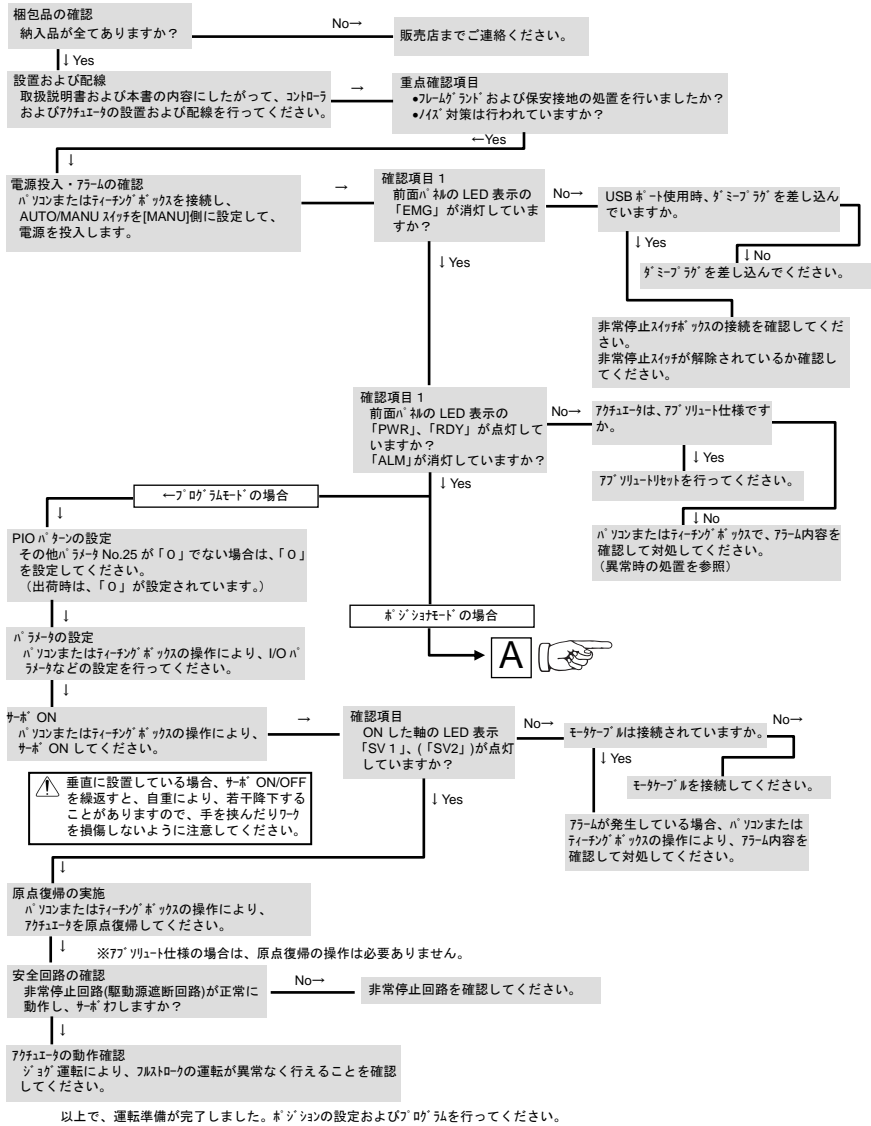 梱包品の確認
納入品が全てありますか？
No→
販売店までご連絡ください。
↓Yes
設置および配線
取扱説明書および本書の内容にしたがって、ｺﾝﾄﾛｰﾗ
およびｱｸﾁｭｴｰﾀの設置および配線を行ってください。
→
重点確認項目
●ﾌﾚｰﾑｸﾞﾗﾝﾄﾞおよび保安接地の処置を行いましたか？
●ﾉｲｽﾞ対策は行われていますか？
←Yes
↓
電源投入・ｱﾗｰﾑの確認
ﾊﾟｿｺﾝまたはﾃｨｰﾁﾝｸﾞﾎﾞｯｸｽを接続し、
AUTO/MANU ｽｲｯﾁを[MANU]側に設定して、
電源を投入します。
→
確認項目 1
前面ﾊﾟﾈﾙの LED 表示の
「EMG」が消灯していま
すか？
No→
USB ﾎﾟｰﾄ使用時、ﾀﾞﾐｰﾌﾟﾗｸﾞを差し込ん
でいますか。
↓Yes
↓Yes
↓No
ﾀﾞﾐｰﾌﾟﾗｸﾞを差し込んでください。
非常停止ｽｲｯﾁﾎﾞｯｸｽの接続を確認してくだ
さい。
非常停止ｽｲｯﾁが解除されているか確認し
てください。
確認項目 1
前面ﾊﾟﾈﾙの LED 表示の
「PWR」、「RDY」が点灯して
いますか？
「ALM」が消灯していますか？
No→
ｱｸﾁｭｴｰﾀは、ｱﾌﾞｿﾘｭｰﾄ仕様です
か。
↓Yes
ｱﾌﾞｿﾘｭｰﾄﾘｾｯﾄを行ってください。
↓Yes
←ﾌﾟﾛｸﾞﾗﾑﾓｰﾄﾞの場合
↓
↓No
ﾊﾟｿｺﾝまたはﾃｨｰﾁﾝｸﾞﾎﾞｯｸｽで、ｱﾗｰﾑ内容を
確認して対処してください。
（異常時の処置を参照）
PIO ﾊﾟﾀｰﾝの設定
その他ﾊﾟﾗﾒｰﾀ No.25 が「０」でない場合は、「０」
を設定してください。
（出荷時は、「０」が設定されています。）
↓
ﾎﾟｼﾞｼｮﾅﾓｰﾄﾞの場合
A
ﾊﾟﾗﾒｰﾀの設定
ﾊﾟｿｺﾝまたはﾃｨｰﾁﾝｸﾞﾎﾞｯｸｽの操作により、I/O ﾊﾟ
ﾗﾒｰﾀなどの設定を行ってください。
↓
ｻｰﾎﾞ ON
ﾊﾟｿｺﾝまたはﾃｨｰﾁﾝｸﾞﾎﾞｯｸｽの操作により、
ｻｰﾎﾞ ON してください。
→
確認項目
ON した軸の LED 表示
「SV１」、(「SV2」)が点灯
していますか？
No→
ﾓｰﾀｹｰﾌﾞﾙは接続されていますか。
No→
↓Yes
ﾓｰﾀｹｰﾌﾞﾙを接続してください。
垂直に設置している場合、ｻｰﾎﾞ ON/OFF
を繰返すと、自重により、若干降下する
ことがありますので、手を挟んだりﾜｰｸ
を損傷しないように注意してください。
↓Yes
ｱﾗｰﾑが発生している場合、ﾊﾟｿｺﾝまたは
ﾃｨｰﾁﾝｸﾞﾎﾞｯｸｽの操作により、ｱﾗｰﾑ内容を
確認して対処してください。
↓
原点復帰の実施
ﾊﾟｿｺﾝまたはﾃｨｰﾁﾝｸﾞﾎﾞｯｸｽの操作により、
ｱｸﾁｭｴｰﾀを原点復帰してください。
↓
※ｱﾌﾞｿﾘｭｰﾄ仕様の場合は、原点復帰の操作は必要ありません。
安全回路の確認
非常停止回路(駆動源遮断回路)が正常に
動作し、ｻｰﾎﾞｵﾌしますか？
No→
非常停止回路を確認してください。
↓
ｱｸﾁｭｴｰﾀの動作確認
ｼﾞｮｸﾞ運転により、ﾌﾙｽﾄﾛｰｸの運転が異常なく行えることを確認
してください。
以上で、運転準備が完了しました。ﾎﾟｼﾞｼｮﾝの設定およびﾌﾟﾛｸﾞﾗﾑを行ってください。